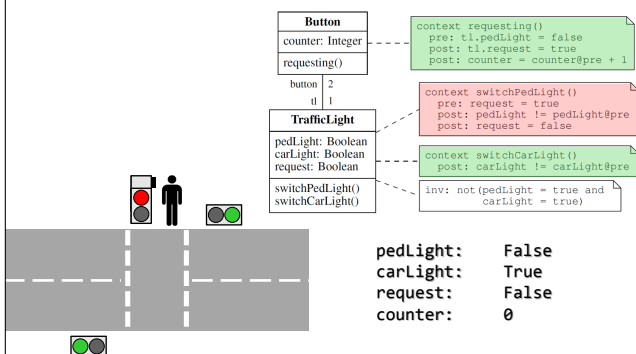 Button
counter: Integer
requesting()
button 2
tl 1
TrafficLight
pedLight: Boolean
carLight: Boolean
request: Boolean
switchPedLight()
switchCarLight()
context requesting()
pre: tl.pedLight = false
post: tl.request = true
post: counter = counter@pre + 1
context switchPedLight()
pre: request = true
post: pedLight != pedLight@pre
post: request = false
context switchCarLight()
post: carLight != carLight@pre
inv: not(pedLight = true and
carLight = true)
pedLight: False
carLight: True
request: False
counter: 0